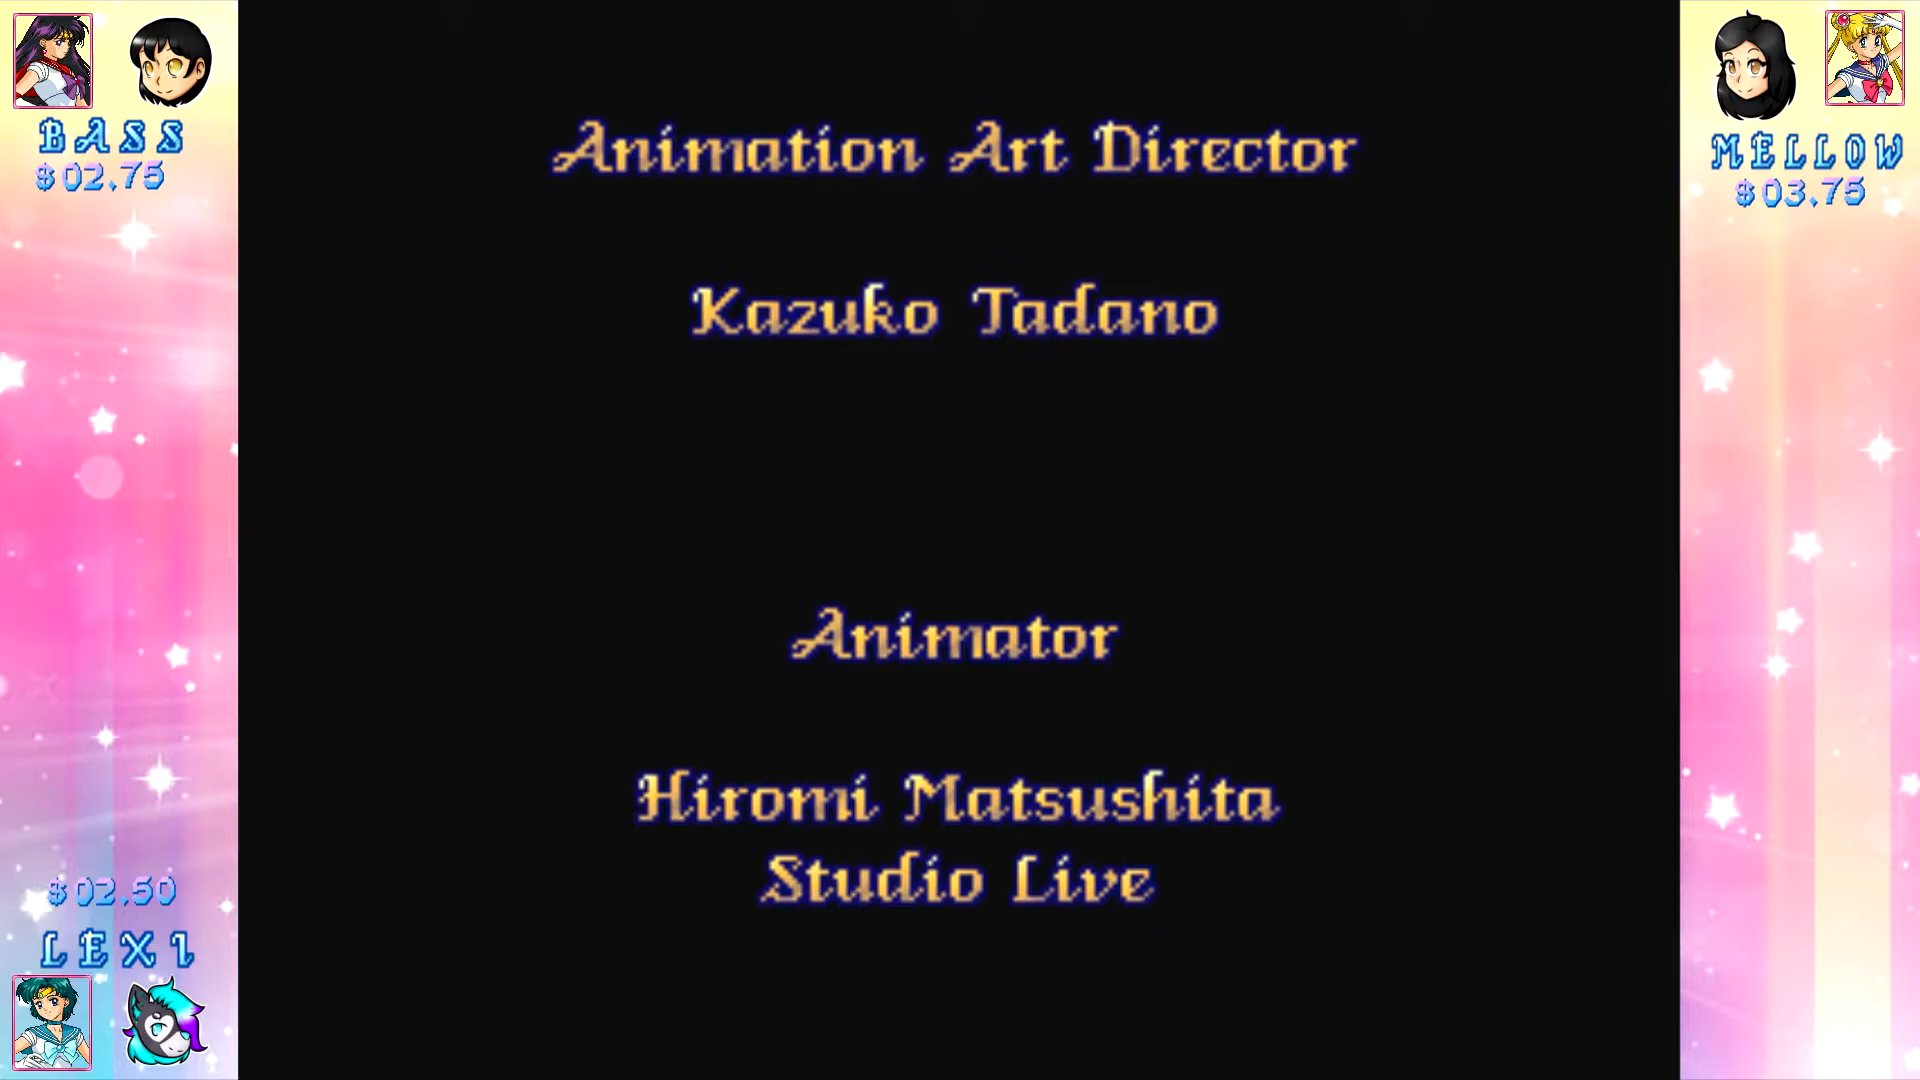 BASS
$02.75
MELLOW
$03.75
Animation Art Director
Kazuko Tadano
Animator
Hiromi Matsushita
Studio Live
$02.50
LEXI